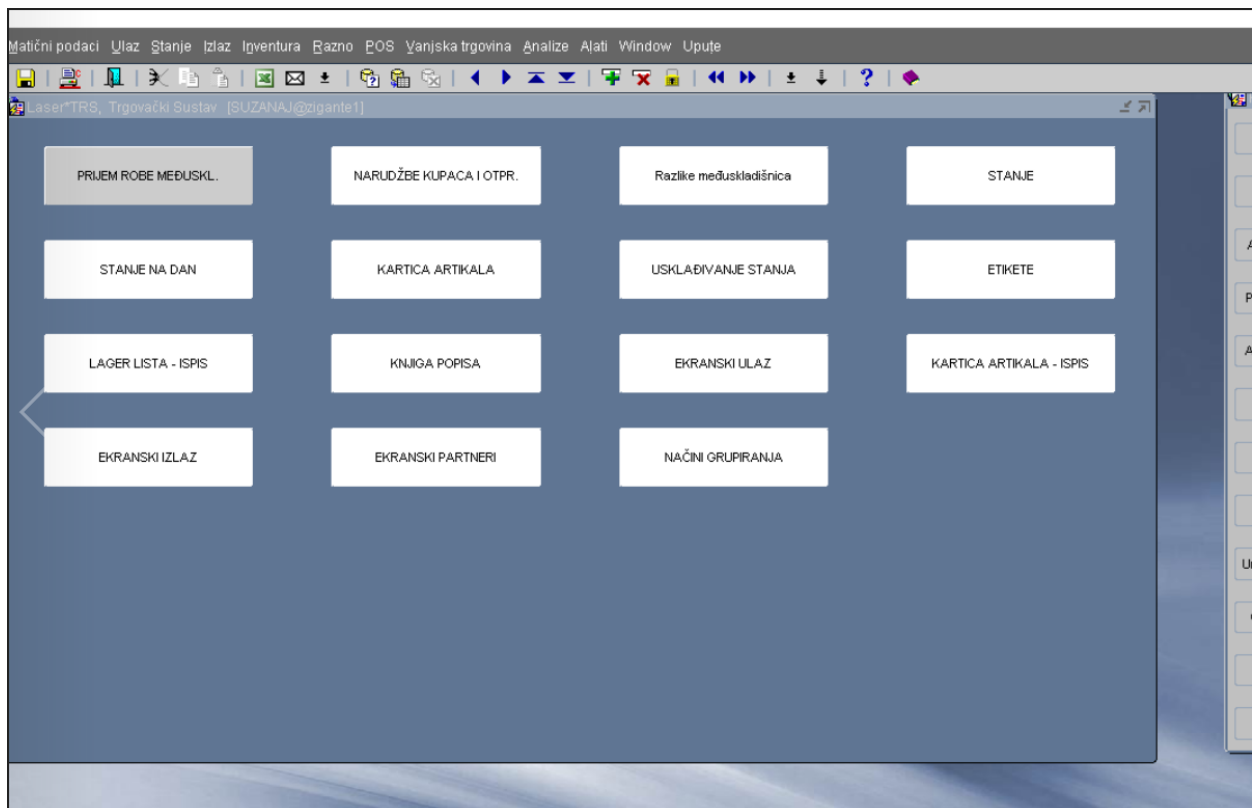 Matični podaci Ulaz Stanje Izlaz Inventura Razno POS Vanjska trgovina Analize Alati Window Upute
Laser*TRS, Trgovački Sustav [SUZANAJ@zigante1]
PRIJEM ROBE MEĐUSKL. NARUDŽBE KUPACA I OTPR. Razlike međuskladišnica STANJE
STANJE NA DAN KARTICA ARTIKALA USKLAĐIVANJE STANJA ETIKETE
LAGER LISTA - ISPIS KNJIGA POPISA EKRANSKI ULAZ KARTICA ARTIKALA - ISPIS
EKRANSKI IZLAZ EKRANSKI PARTNERI NAČINI GRUPIRANJA